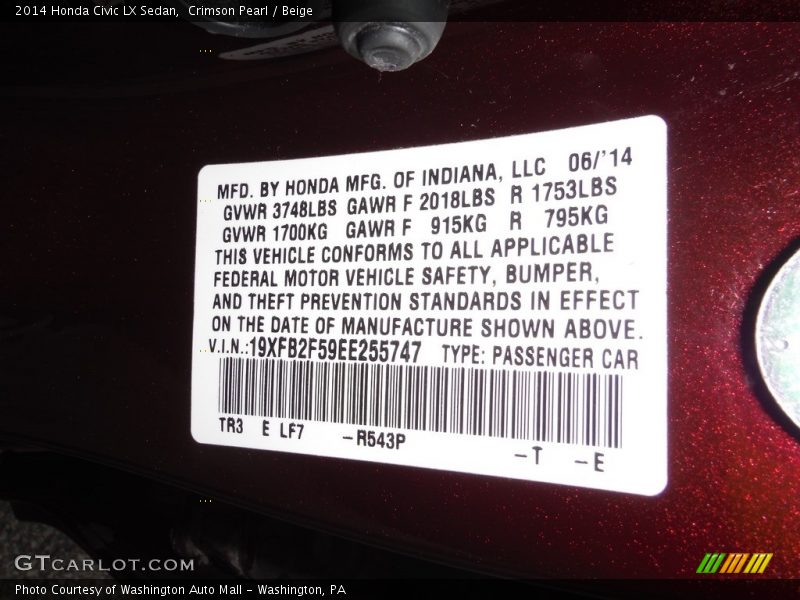 2014 Honda Civic LX Sedan,  Crimson Pearl / Beige
MFD. BY HONDA MFG. OF INDIANA, LLC 06/'14
GVWR 3748LBS GAWR F 2018LBS R 1753LBS
GVWR 1700KG GAWR F 915KG R 795KG
THIS VEHICLE CONFORMS TO ALL APPLICABLE
FEDERAL MOTOR VEHICLE SAFETY, BUMPER,
AND THEFT PREVENTION STANDARDS IN EFFECT
ON THE DATE OF MANUFACTURE SHOWN ABOVE.
V.I.N.:19XFB2F59EE255747 TYPE: PASSENGER CAR
TR3 E LF7 -R543P -T -E
GTCARLOT.COM
Photo Courtesy of Washington Auto Mall - Washington, PA